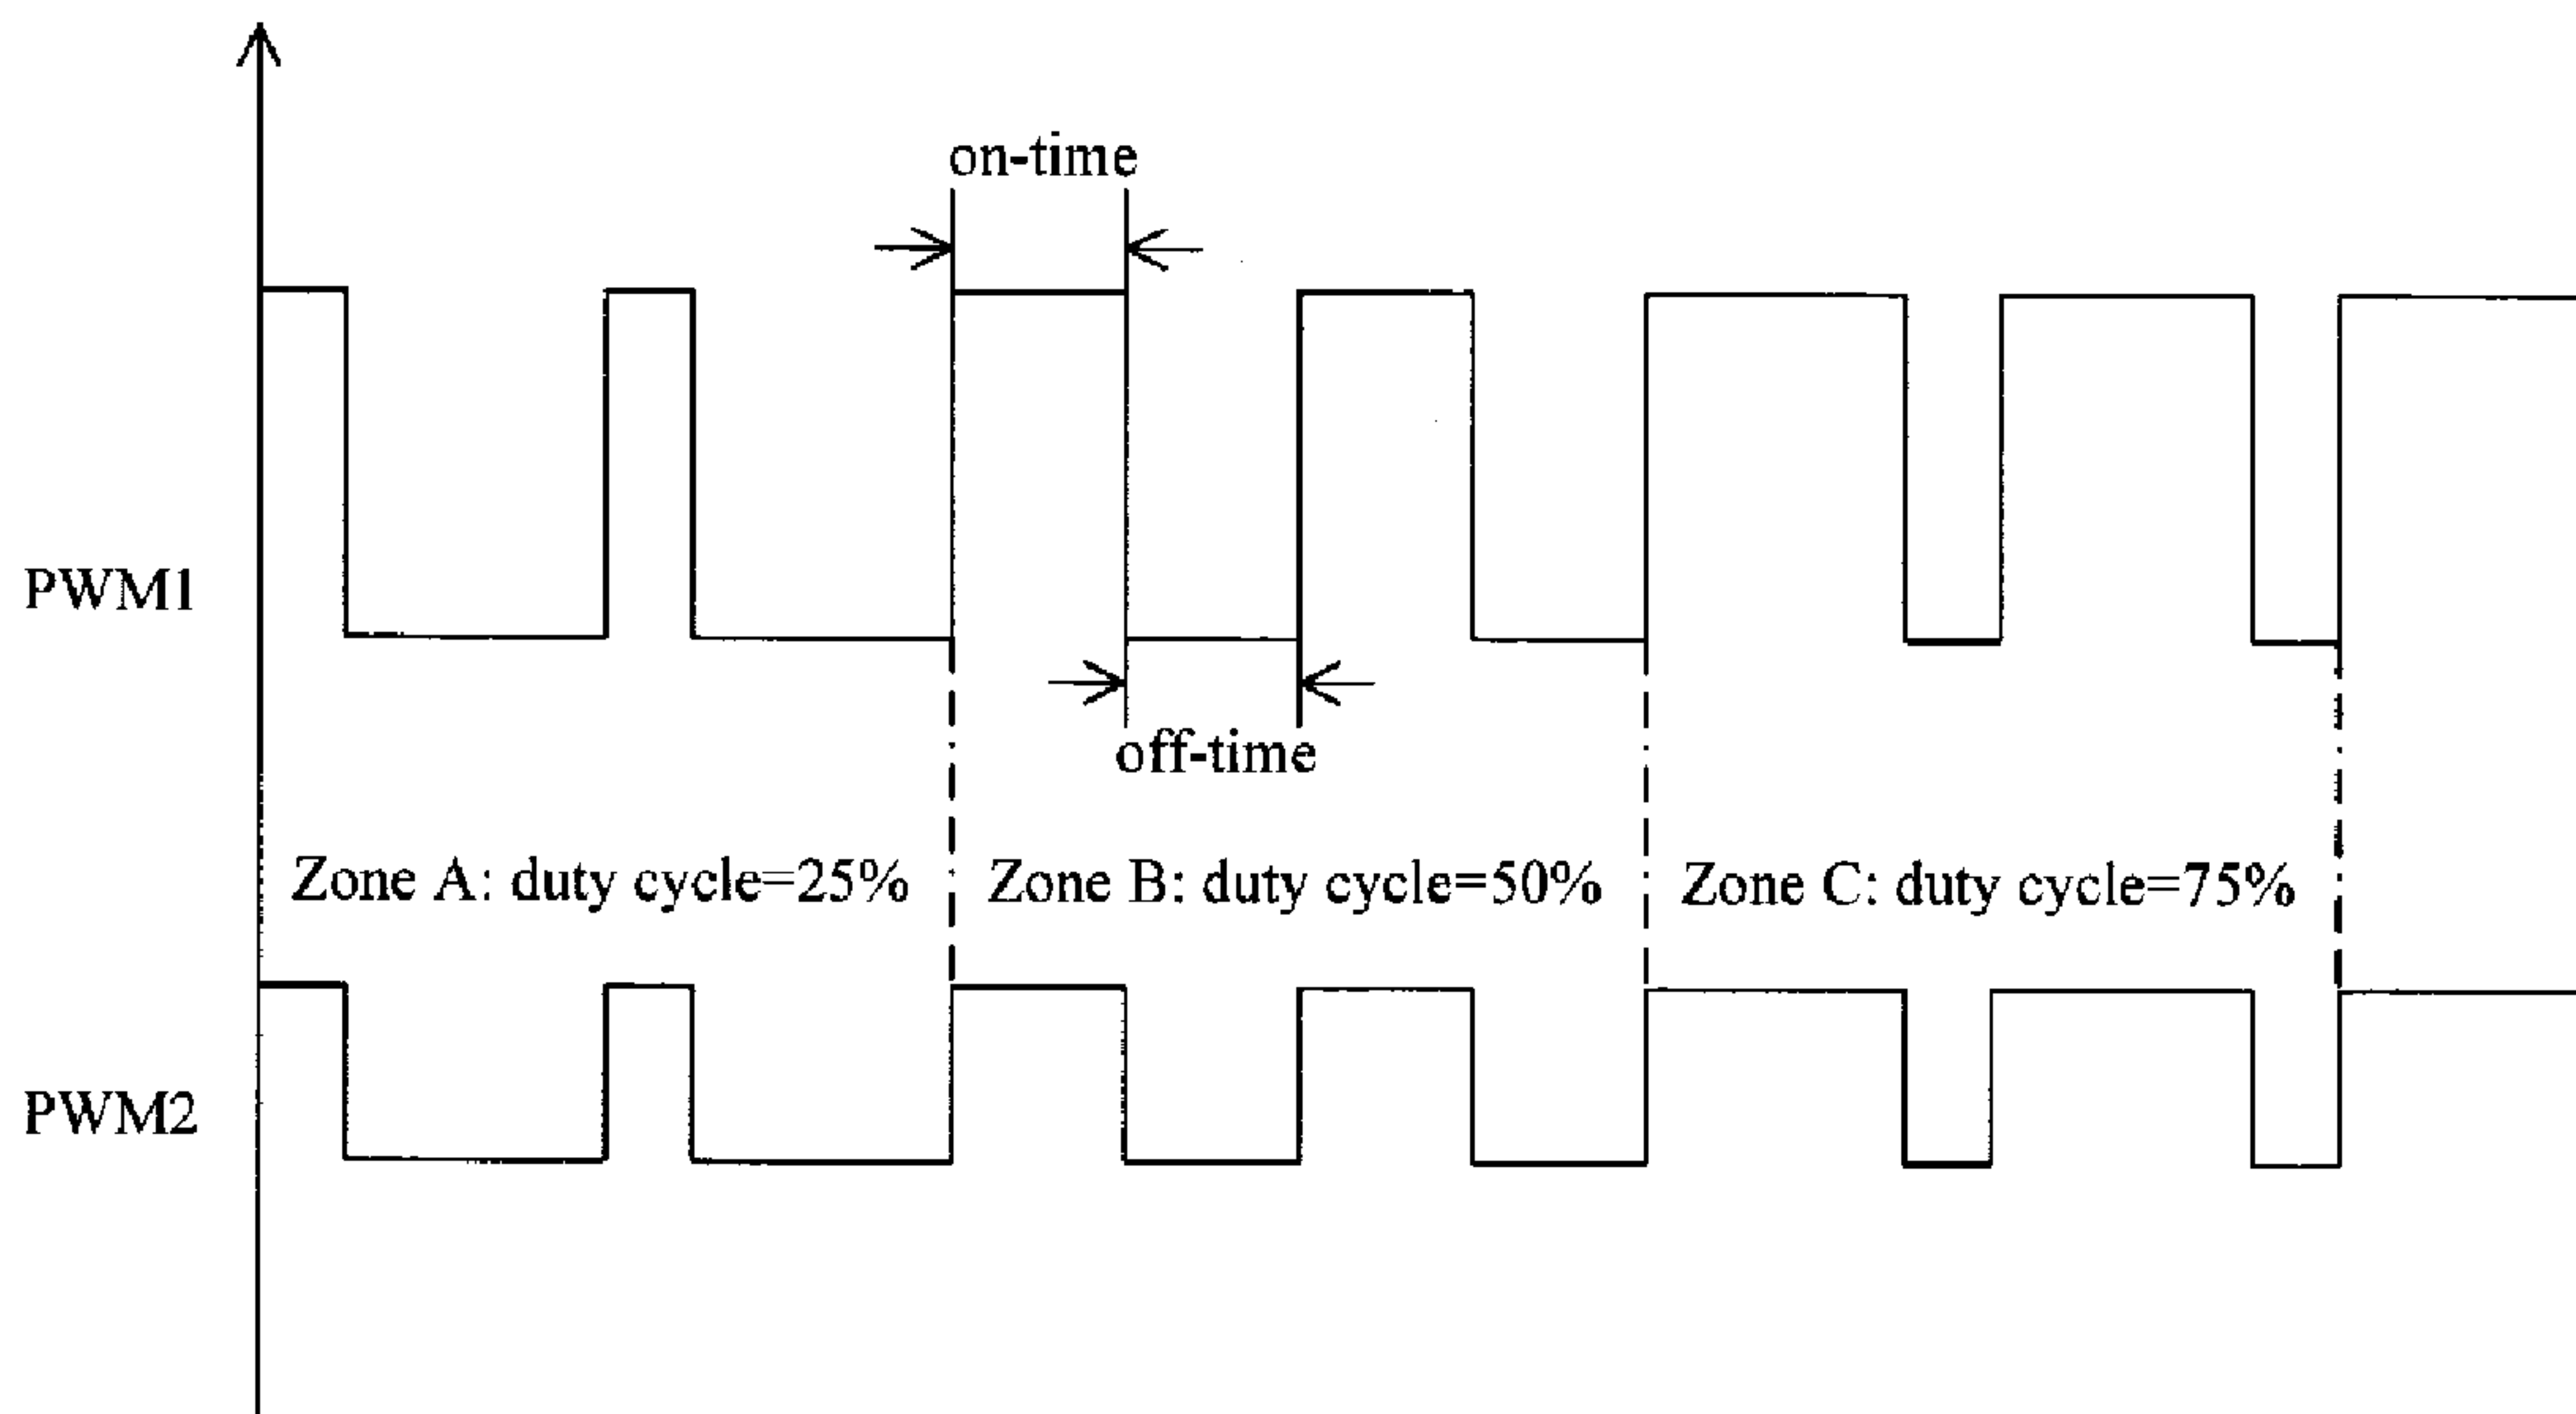 on-time
PWM1
off-time
Zone A: duty cycle=25%
Zone B: duty cycle=50%
Zone C: duty cycle=75%
PWM2